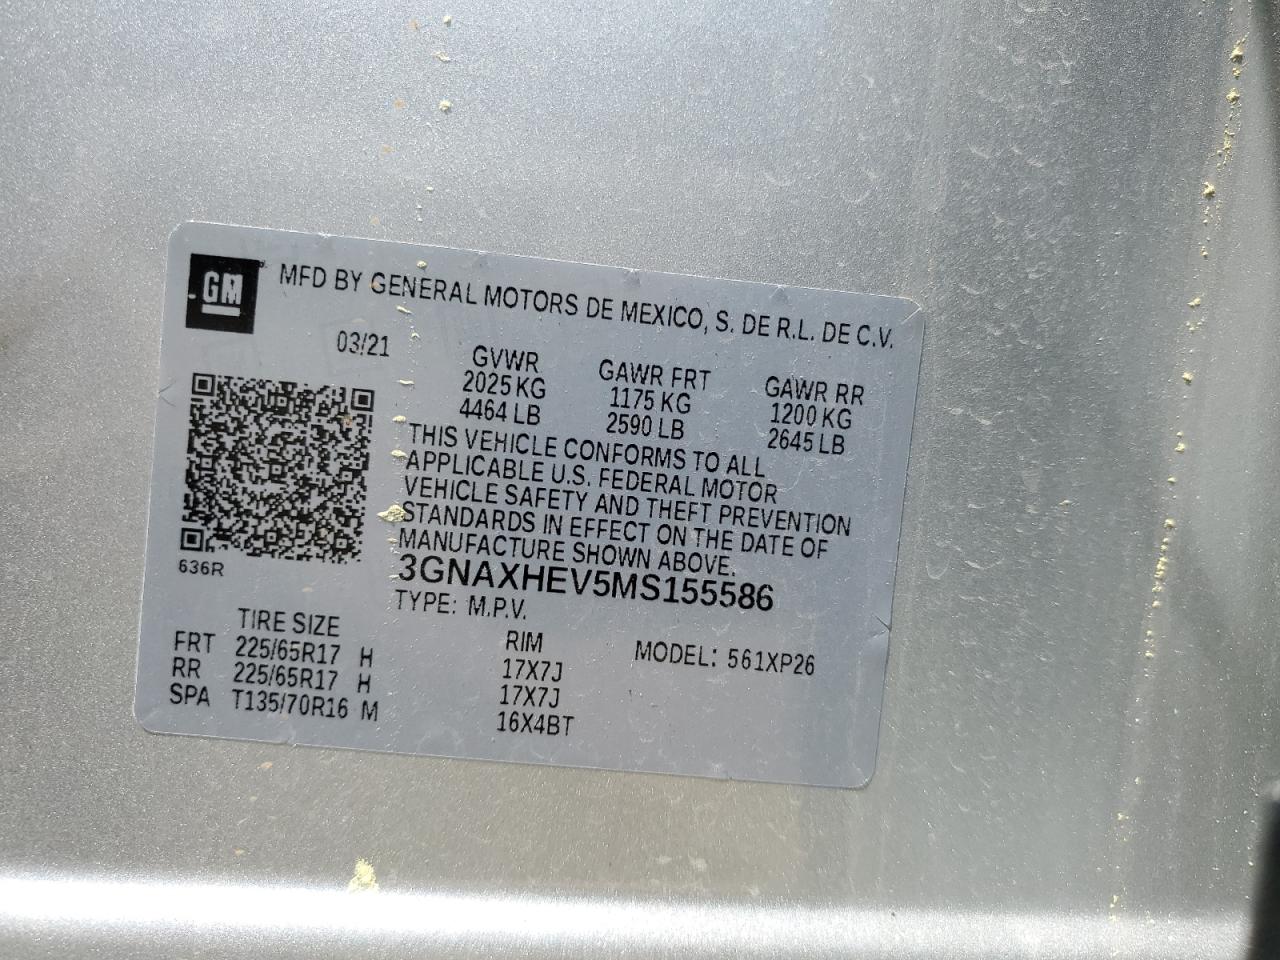 GM
MFD BY GENERAL MOTORS DE MEXICO, S. DE R.L. DE C.V.
03/21
GVWR GAWR FRT GAWR RR
2025 KG 1175 KG 1200 KG
4464 LB 2590 LB 2645 LB
THIS VEHICLE CONFORMS TO ALL
APPLICABLE U.S. FEDERAL MOTOR
VEHICLE SAFETY AND THEFT PREVENTION
STANDARDS IN EFFECT ON THE DATE OF
MANUFACTURE SHOWN ABOVE.
636R
3GNAXHEV5MS155586
TYPE: M.P.V.
TIRE SIZE RIM MODEL: 561XP26
FRT 225/65R17 H 17X7J
RR 225/65R17 H 17X7J
SPA T135/70R16 M 16X4BT